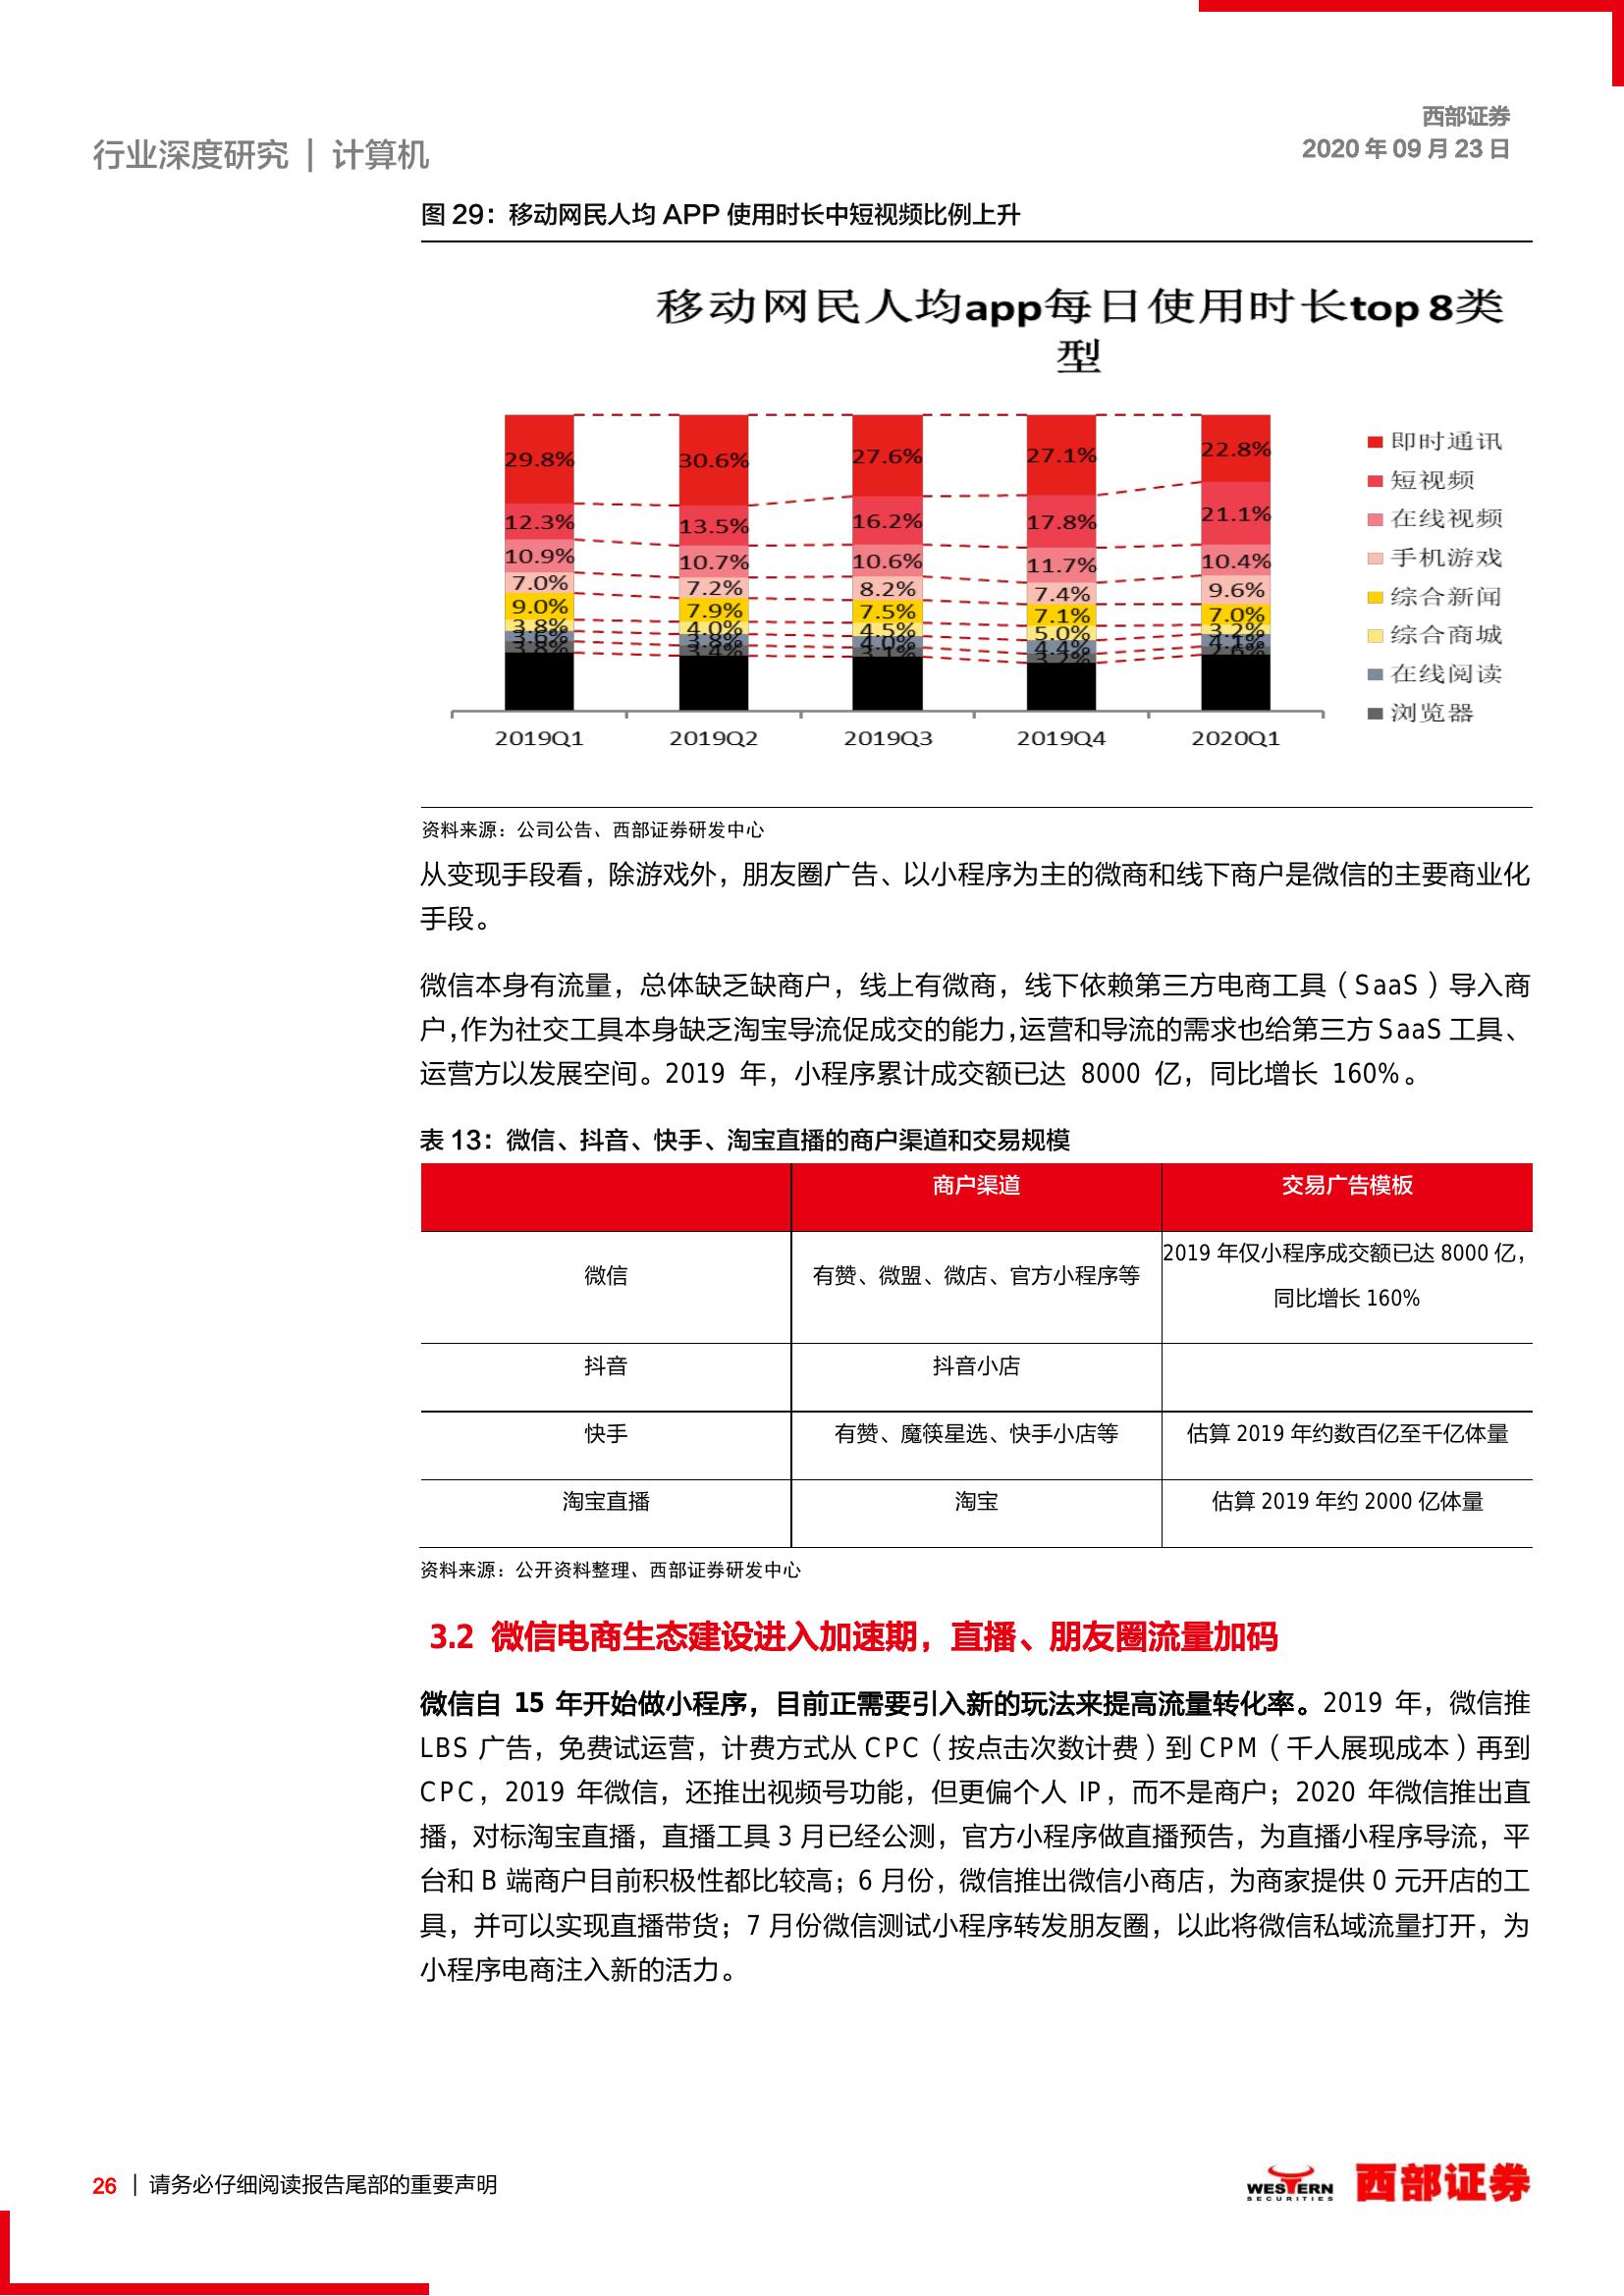 西部证券
行业深度研究 | 计算机
2020 年 09 月 23 日
图 29：移动网民人均 APP 使用时长中短视频比例上升
移动网民人均app每日使用时长top 8类
型
29.8% 30.6% 27.6% 27.1% 22.8%
12.3% 13.5% 16.2% 17.8% 21.1%
10.9% 10.7% 10.6% 11.7% 10.4%
7.0% 7.2% 8.2% 7.4% 9.6%
9.0% 7.9% 7.5% 7.1% 7.0%
3.8% 4.0% 4.5% 5.0% 3.2%
3.6% 3.8% 4.0% 4.4% 4.1%
3.8% 3.4% 3.1% 3.2% 2.6%
2019Q1 2019Q2 2019Q3 2019Q4 2020Q1
即时通讯
短视频
在线视频
手机游戏
综合新闻
综合商城
在线阅读
浏览器
资料来源：公司公告、西部证券研发中心
从变现手段看，除游戏外，朋友圈广告、以小程序为主的微商和线下商户是微信的主要商业化
手段。
微信本身有流量，总体缺乏缺商户，线上有微商，线下依赖第三方电商工具（SaaS）导入商
户，作为社交工具本身缺乏淘宝导流促成交的能力，运营和导流的需求也给第三方 SaaS 工具、
运营方以发展空间。2019 年，小程序累计成交额已达 8000 亿，同比增长 160%。
表 13：微信、抖音、快手、淘宝直播的商户渠道和交易规模
商户渠道 交易广告模板
微信 有赞、微盟、微店、官方小程序等 2019 年仅小程序成交额已达 8000 亿，
同比增长 160%
抖音 抖音小店
快手 有赞、魔筷星选、快手小店等 估算 2019 年约数百亿至千亿体量
淘宝直播 淘宝 估算 2019 年约 2000 亿体量
资料来源：公开资料整理、西部证券研发中心
3.2 微信电商生态建设进入加速期，直播、朋友圈流量加码
微信自 15 年开始做小程序，目前正需要引入新的玩法来提高流量转化率。2019 年，微信推
LBS 广告，免费试运营，计费方式从 CPC（按点击次数计费）到 CPM（千人展现成本）再到
CPC，2019 年微信，还推出视频号功能，但更偏个人 IP，而不是商户；2020 年微信推出直
播，对标淘宝直播，直播工具 3 月已经公测，官方小程序做直播预告，为直播小程序导流，平
台和 B 端商户目前积极性都比较高；6 月份，微信推出微信小商店，为商家提供 0 元开店的工
具，并可以实现直播带货；7 月份微信测试小程序转发朋友圈，以此将微信私域流量打开，为
小程序电商注入新的活力。
26 | 请务必仔细阅读报告尾部的重要声明
WESTERN
SECURITIES
西部证券